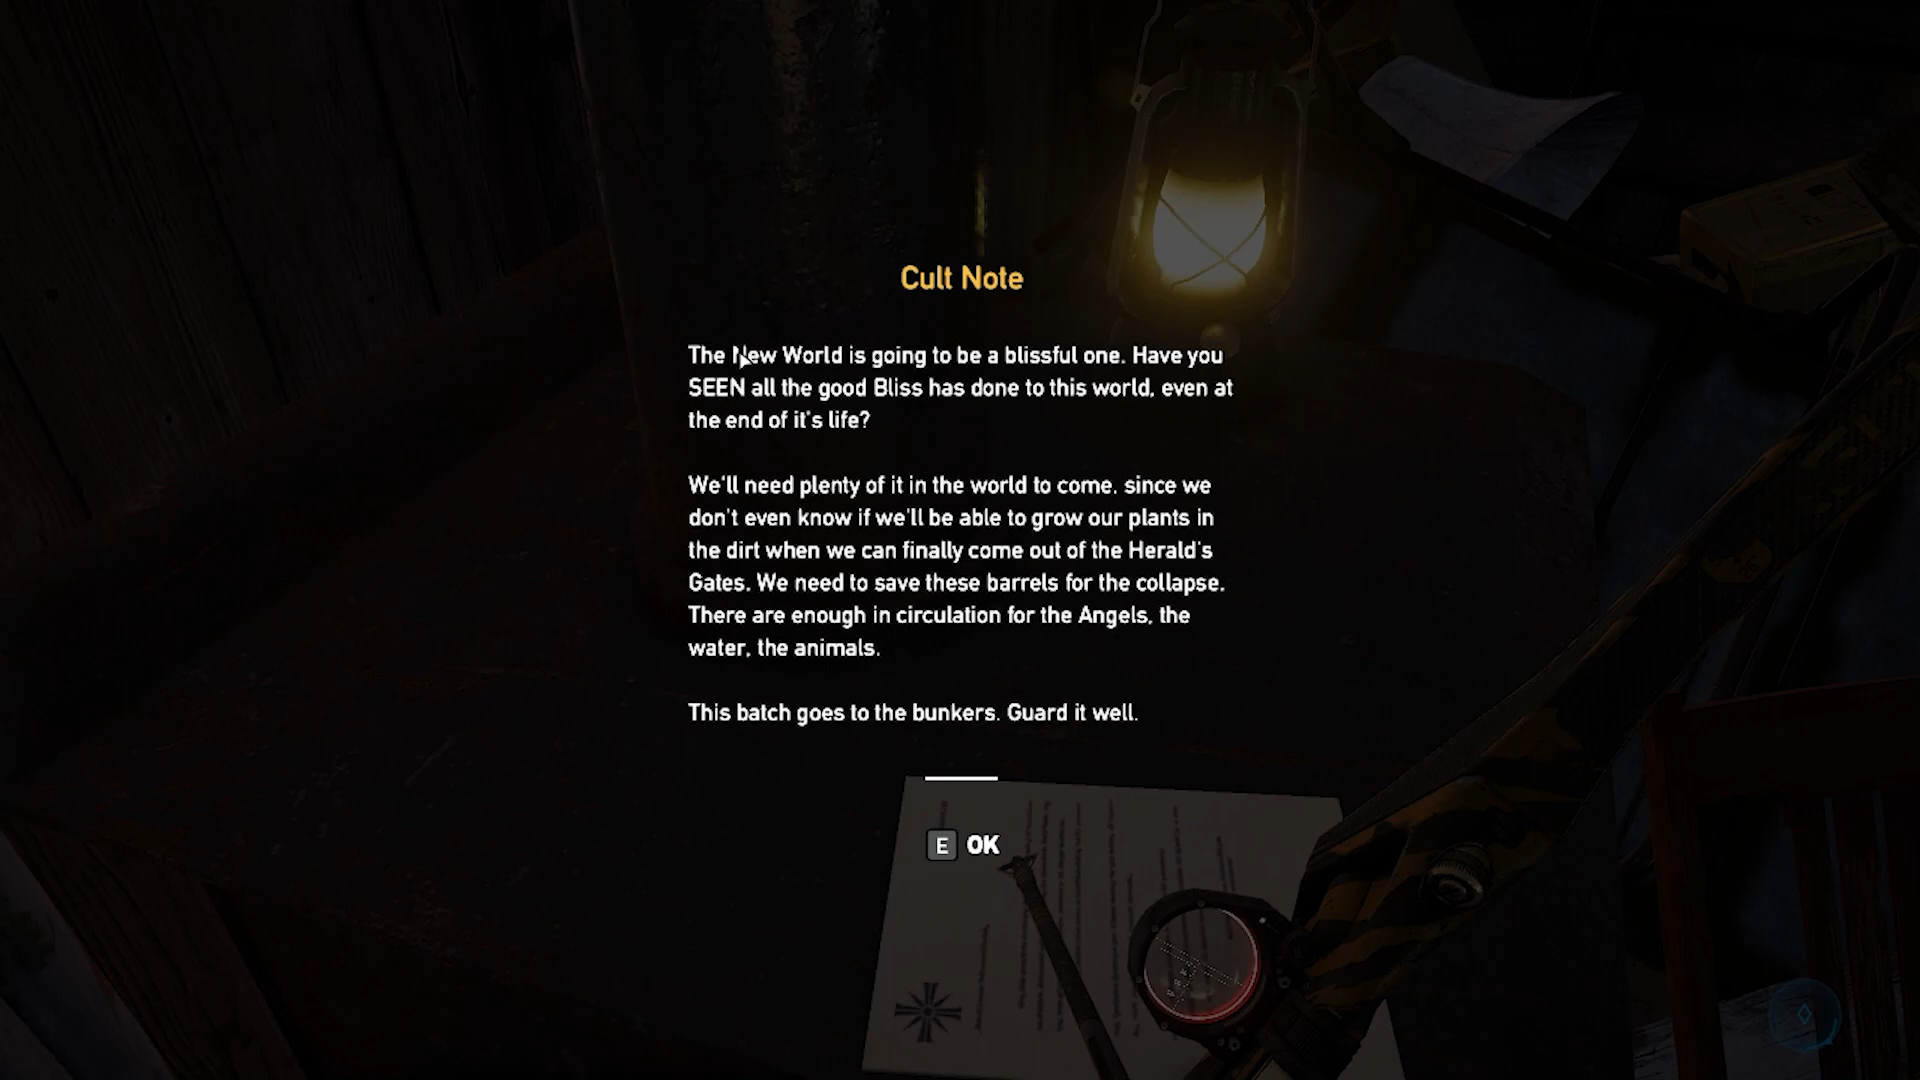 Cult Note
The New World is going to be a blissful one. Have you
SEEN all the good Bliss has done to this world, even at
the end of it's life?
We'll need plenty of it in the world to come, since we
don't even know if we'll be able to grow our plants in
the dirt when we can finally come out of the Herald's
Gates. We need to save these barrels for the collapse.
There are enough in circulation for the Angels, the
water, the animals.
This batch goes to the bunkers. Guard it well.
E OK